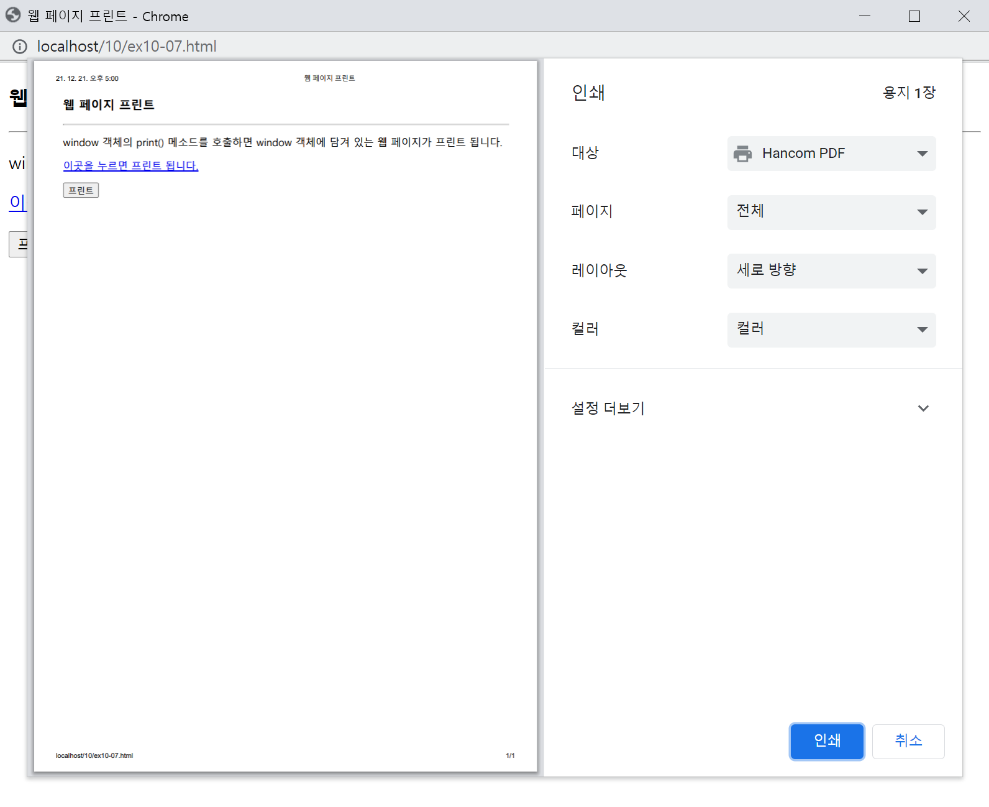 웹 페이지 프린트 - Chrome
localhost/10/ex10-07.html
웹
wi
이
프
21. 12. 21. 오후 5:00
웹 페이지 프린트
웹 페이지 프린트
window 객체의 print() 메소드를 호출하면 window 객체에 담겨 있는 웹 페이지가 프린트 됩니다.
이곳을 누르면 프린트 됩니다.
프린트
localhost/10/ex10-07.html
1/1
인쇄
용지 1장
대상
Hancom PDF
페이지
전체
레이아웃
세로 방향
컬러
컬러
설정 더보기
인쇄
취소